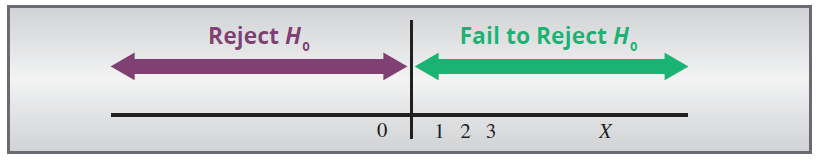 Reject H₀ Fail to Reject H₀
0 1 2 3 X